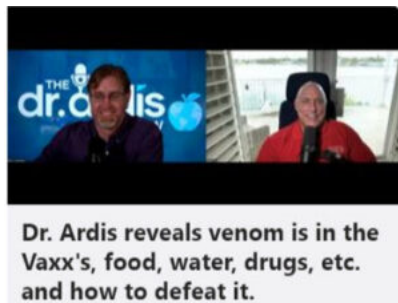 THE
dr.ardis
Dr. Ardis reveals venom is in the
Vaxx's, food, water, drugs, etc.
and how to defeat it.